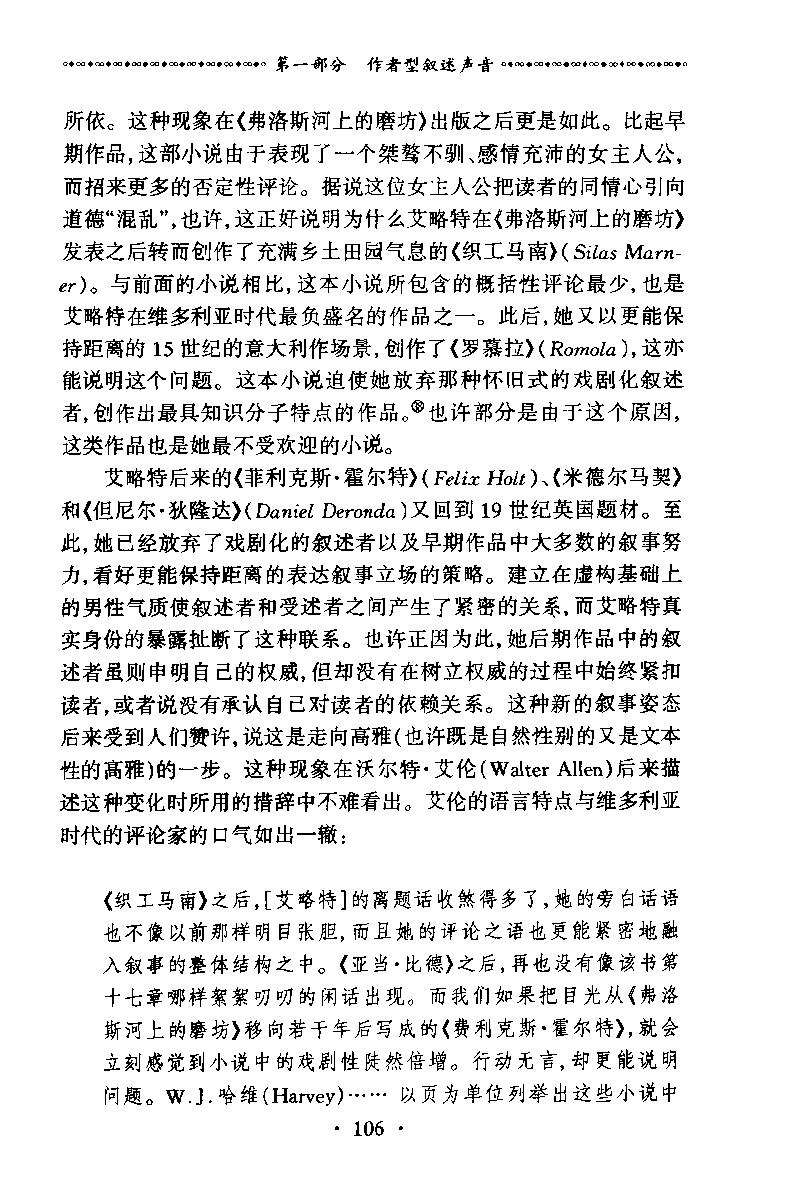 第一部分 作者型叙述声音
所依。这种现象在《弗洛斯河上的磨坊》出版之后更是如此。比起早
期作品,这部小说由于表现了一个桀骜不驯、感情充沛的女主人公,
而招来更多的否定性评论。据说这位女主人公把读者的同情心引向
道德“混乱”,也许,这正好说明为什么艾略特在《弗洛斯河上的磨坊》
发表之后转而创作了充满乡土田园气息的《织工马南》(Silas Marn-
er)。与前面的小说相比,这本小说所包含的概括性评论最少,也是
艾略特在维多利亚时代最负盛名的作品之一。此后,她又以更能保
持距离的 15 世纪的意大利作场景,创作了《罗慕拉》(Romola),这亦
能说明这个问题。这本小说迫使她放弃那种怀旧式的戏剧化叙述
者,创作出最具知识分子特点的作品。⑱也许部分是由于这个原因,
这类作品也是她最不受欢迎的小说。
艾略特后来的《菲利克斯·霍尔特》(Felix Holt)、《米德尔马契》
和《但尼尔·狄隆达》(Daniel Deronda)又回到 19 世纪英国题材。至
此,她已经放弃了戏剧化的叙述者以及早期作品中大多数的叙事努
力,看好更能保持距离的表达叙事立场的策略。建立在虚构基础上
的男性气质使叙述者和受述者之间产生了紧密的关系,而艾略特真
实身份的暴露扯断了这种联系。也许正因为此,她后期作品中的叙
述者虽则申明自己的权威,但却没有在树立权威的过程中始终紧扣
读者,或者说没有承认自己对读者的依赖关系。这种新的叙事姿态
后来受到人们赞许,说这是走向高雅(也许既是自然性别的又是文本
性的高雅)的一步。这种现象在沃尔特·艾伦(Walter Allen)后来描
述这种变化时所用的措辞中不难看出。艾伦的语言特点与维多利亚
时代的评论家的口气如出一辙:
《织工马南》之后,[艾略特]的离题话收煞得多了,她的旁白话语
也不像以前那样明目张胆,而且她的评论之语也更能紧密地融
入叙事的整体结构之中。《亚当·比德》之后,再也没有像该书第
十七章哪样絮絮叨叨的闲话出现。而我们如果把目光从《弗洛
斯河上的磨坊》移向若干年后写成的《费利克斯·霍尔特》,就会
立刻感觉到小说中的戏剧性陡然倍增。行动无言,却更能说明
问题。W.J.哈维(Harvey)…… 以页为单位列举出这些小说中
· 106 ·